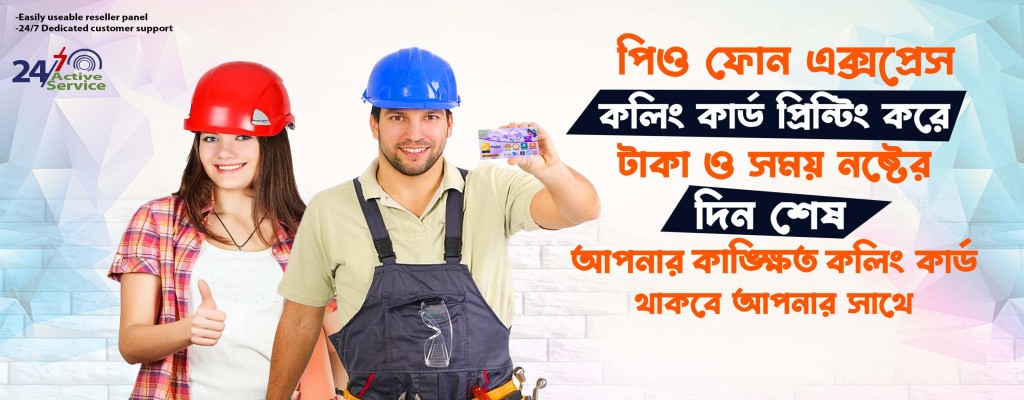 -Easily useable reseller panel
-24/7 Dedicated customer support
24/7
Active
Service
পিও ফোন এক্সপ্রেস
কলিং কার্ড প্রিন্টিং করে
টাকা ও সময় নষ্টের
দিন শেষ
আপনার কাঙ্ক্ষিত কলিং কার্ড
থাকবে আপনার সাথে